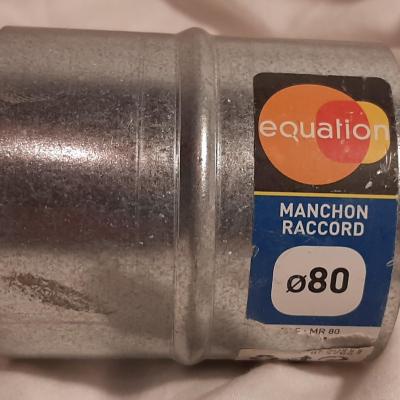 equation
MANCHON
RACCORD
ø80
MR 80